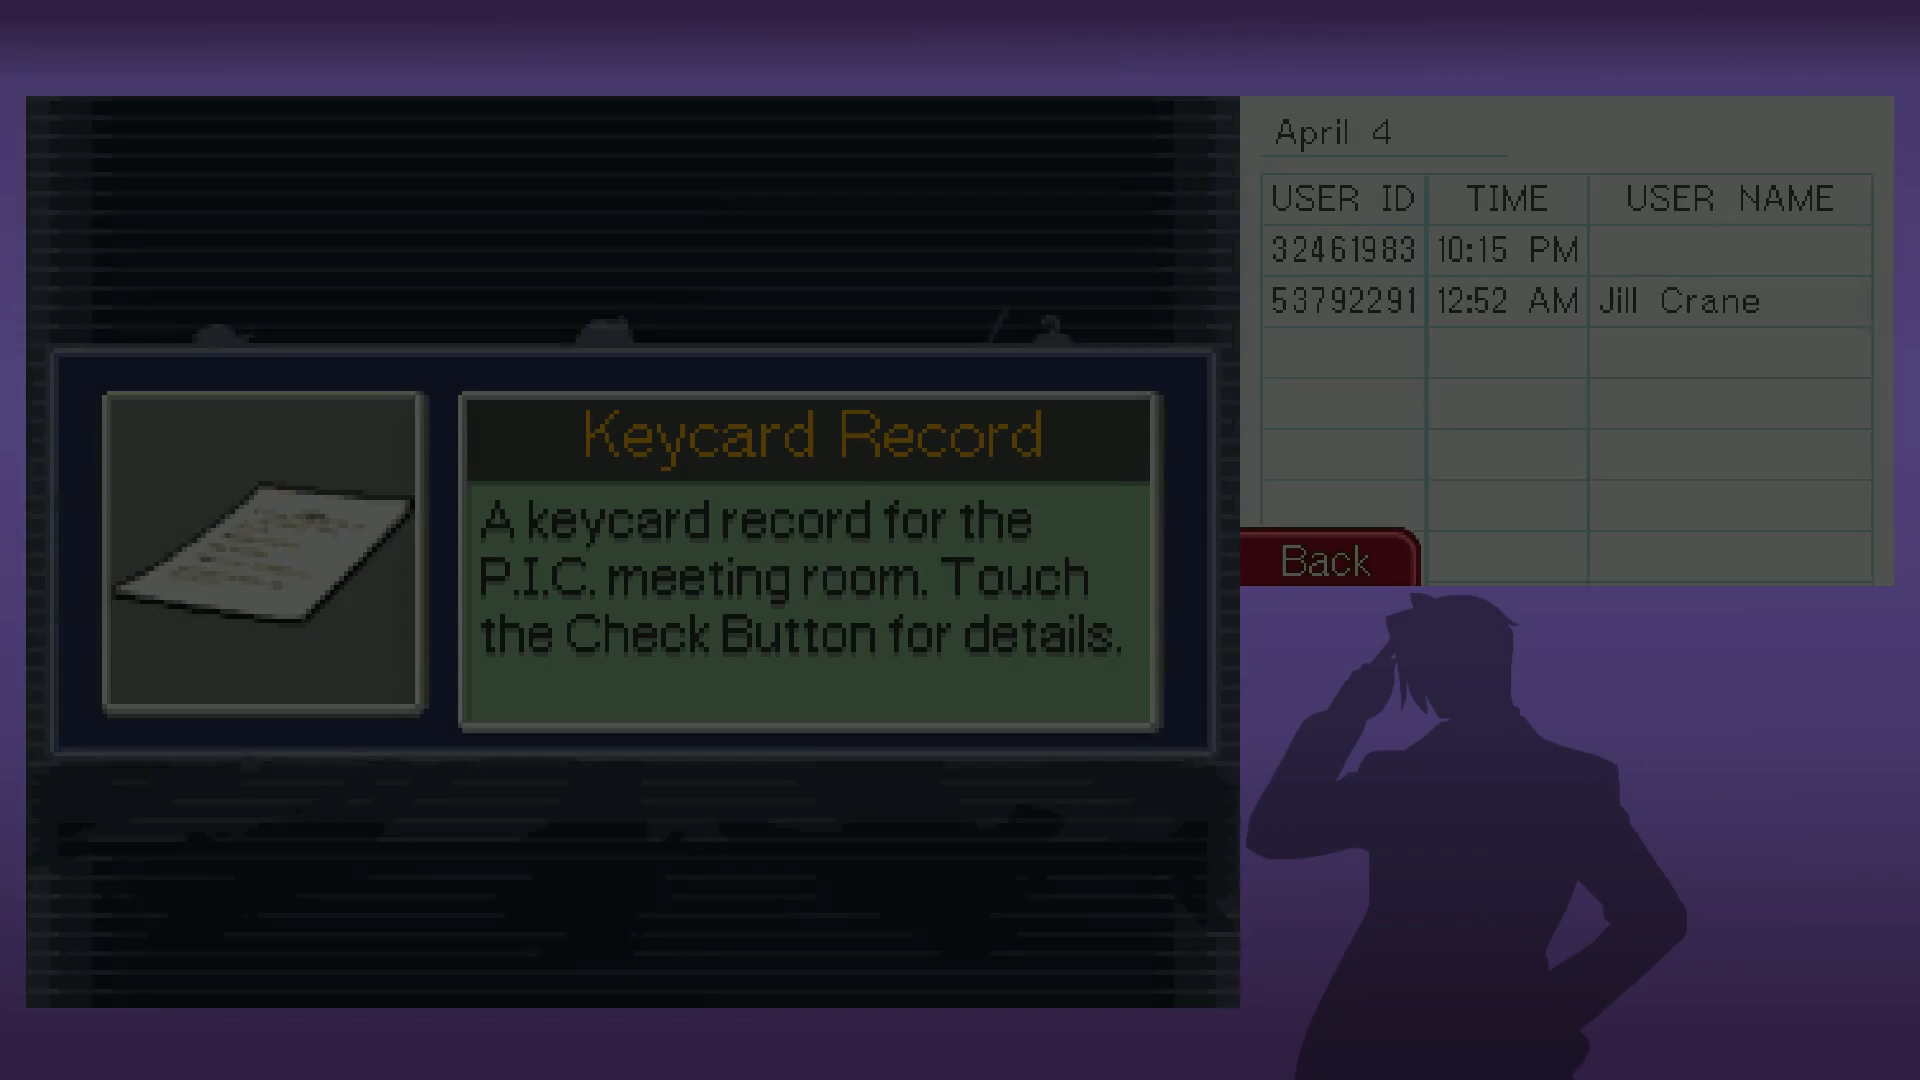 Keycard Record
A keycard record for the
P.I.C. meeting room. Touch
the Check Button for details.
April 4
USER ID TIME USER NAME
32461983 10:15 PM
53792291 12:52 AM Jill Crane
Back